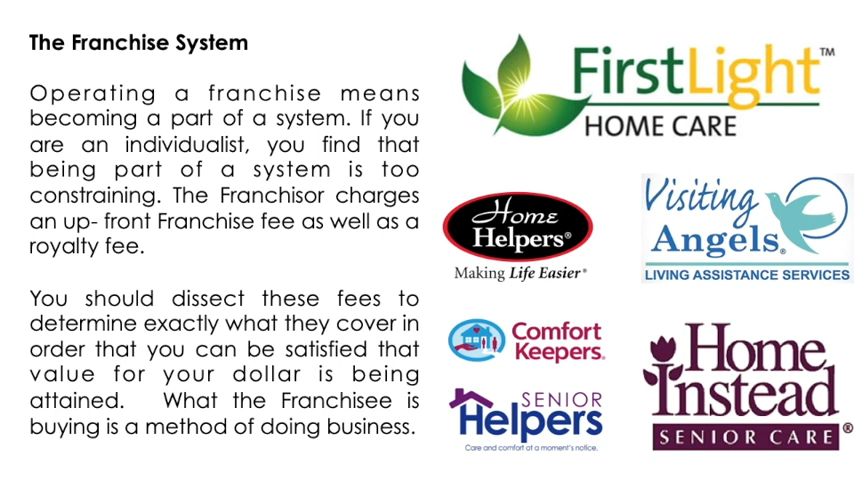 The Franchise System
Operating a franchise means
becoming a part of a system. If you
are an individualist, you find that
being part of a system is too
constraining. The Franchisor charges
an up- front Franchise fee as well as a
royalty fee.
You should dissect these fees to
determine exactly what they cover in
order that you can be satisfied that
value for your dollar is being
attained. What the Franchisee is
buying is a method of doing business.
FirstLight™
HOME CARE
Home
Helpers®
Making Life Easier®
Visiting
Angels®
LIVING ASSISTANCE SERVICES
Comfort
Keepers®
SENIOR
Helpers
Care and comfort at a moment's notice.
Home
Instead
SENIOR CARE®